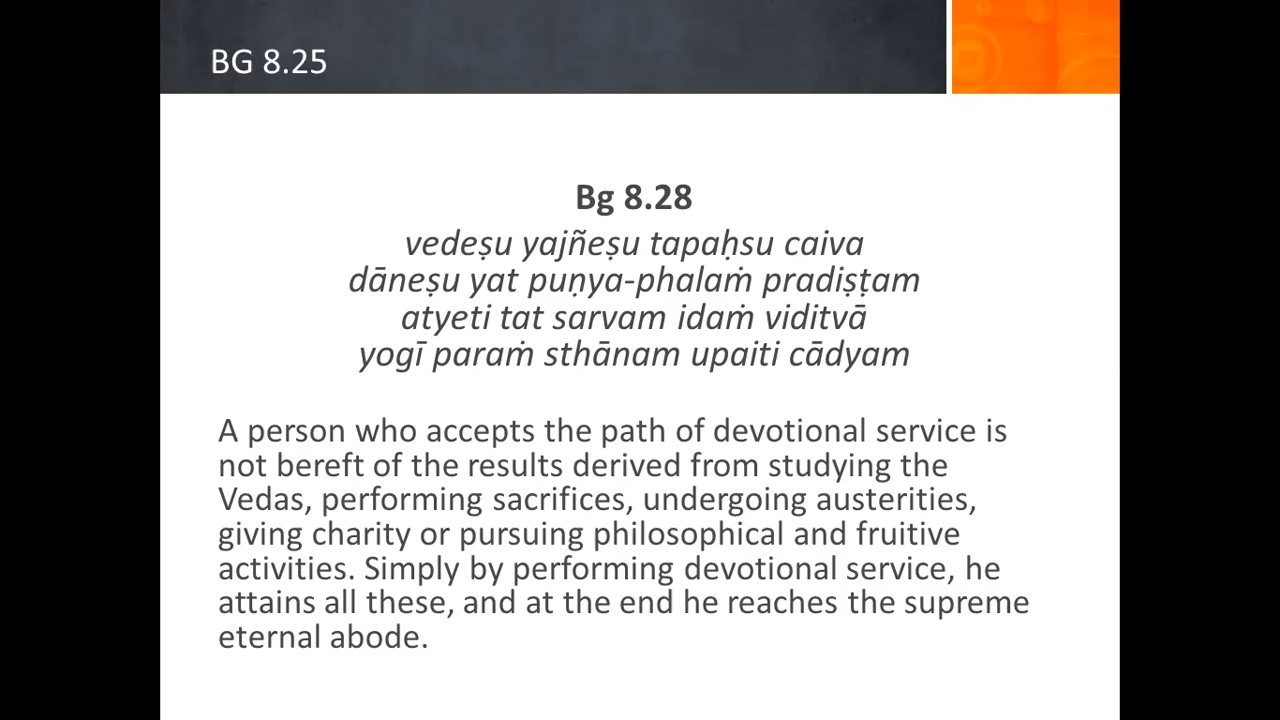 BG 8.25
Bg 8.28
vedeṣu yajñeṣu tapaḥsu caiva
dāneṣu yat puṇya-phalaṁ pradiṣṭam
atyeti tat sarvam idaṁ viditvā
yogī paraṁ sthānam upaiti cādyam
A person who accepts the path of devotional service is
not bereft of the results derived from studying the
Vedas, performing sacrifices, undergoing austerities,
giving charity or pursuing philosophical and fruitive
activities. Simply by performing devotional service, he
attains all these, and at the end he reaches the supreme
eternal abode.